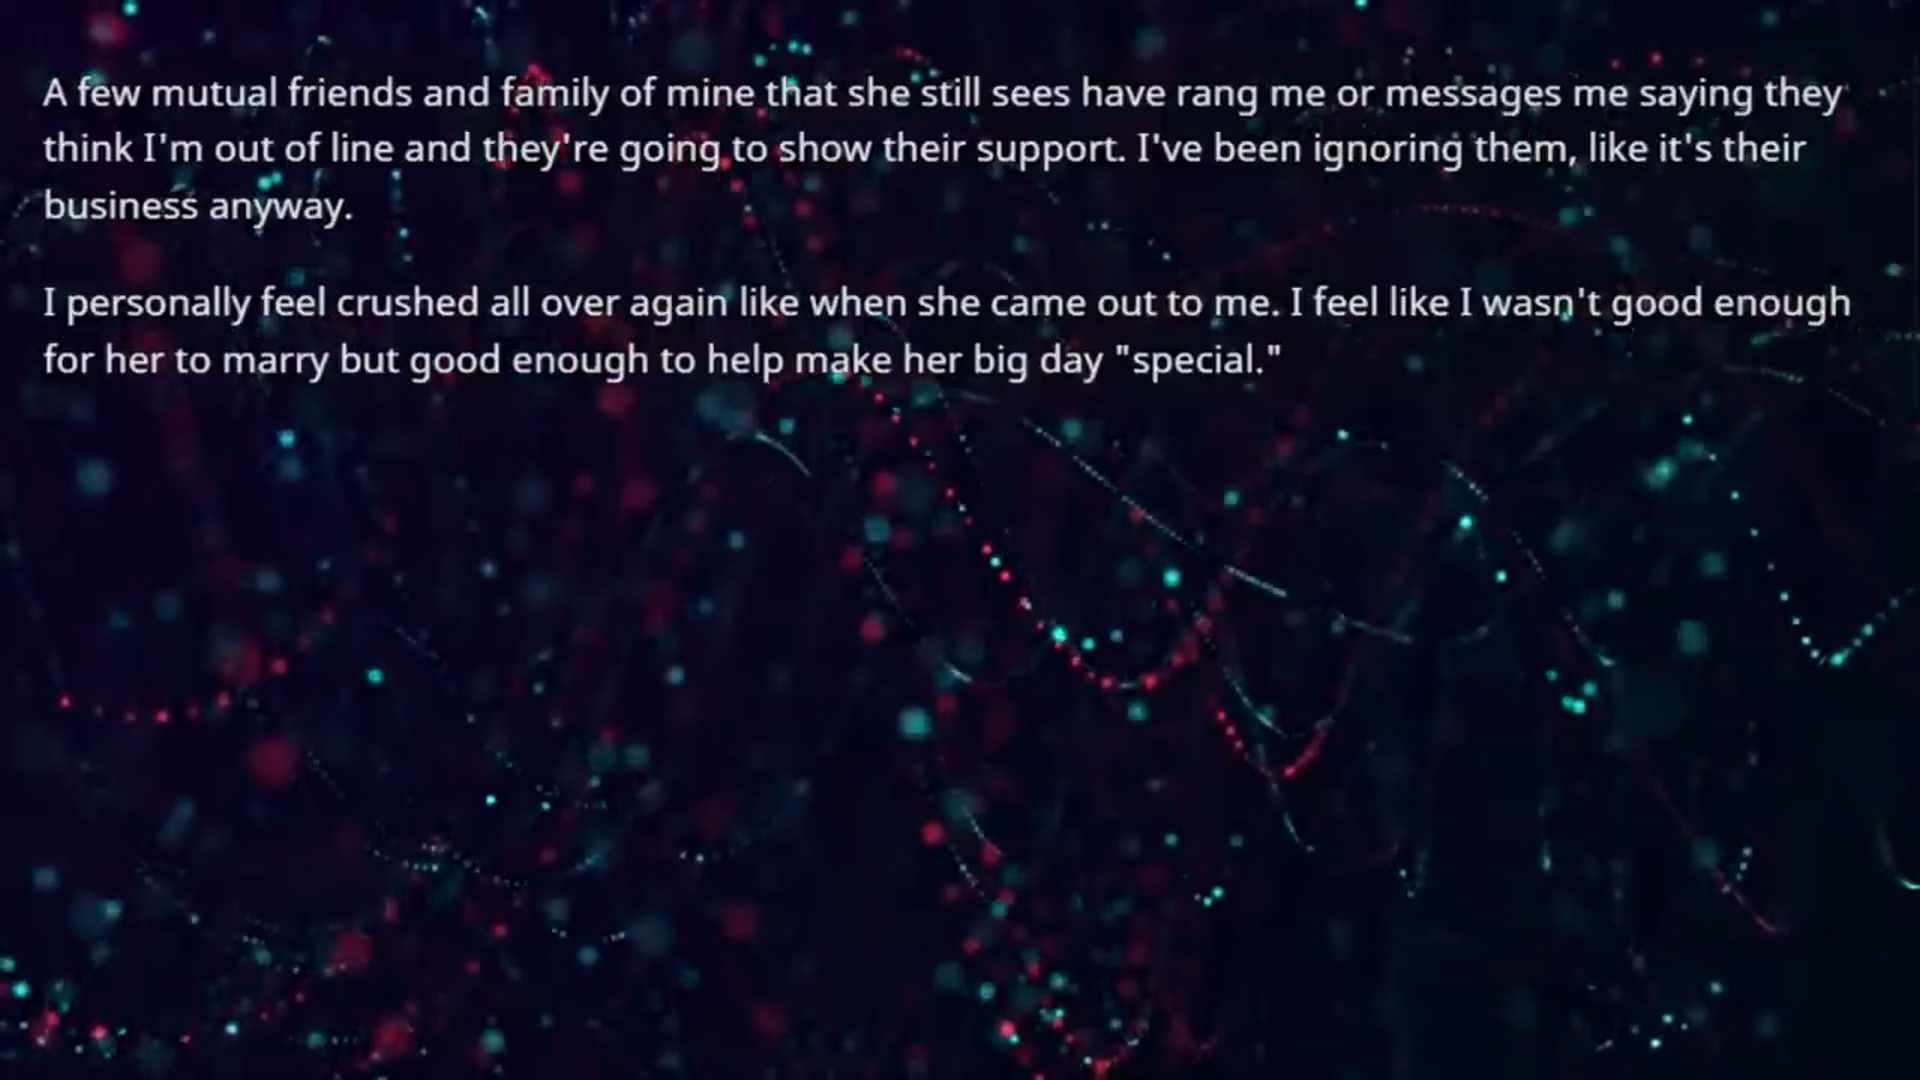 A few mutual friends and family of mine that she still sees have rang me or messages me saying they
think I'm out of line and they're going to show their support. I've been ignoring them, like it's their
business anyway.
I personally feel crushed all over again like when she came out to me. I feel like I wasn't good enough
for her to marry but good enough to help make her big day "special."